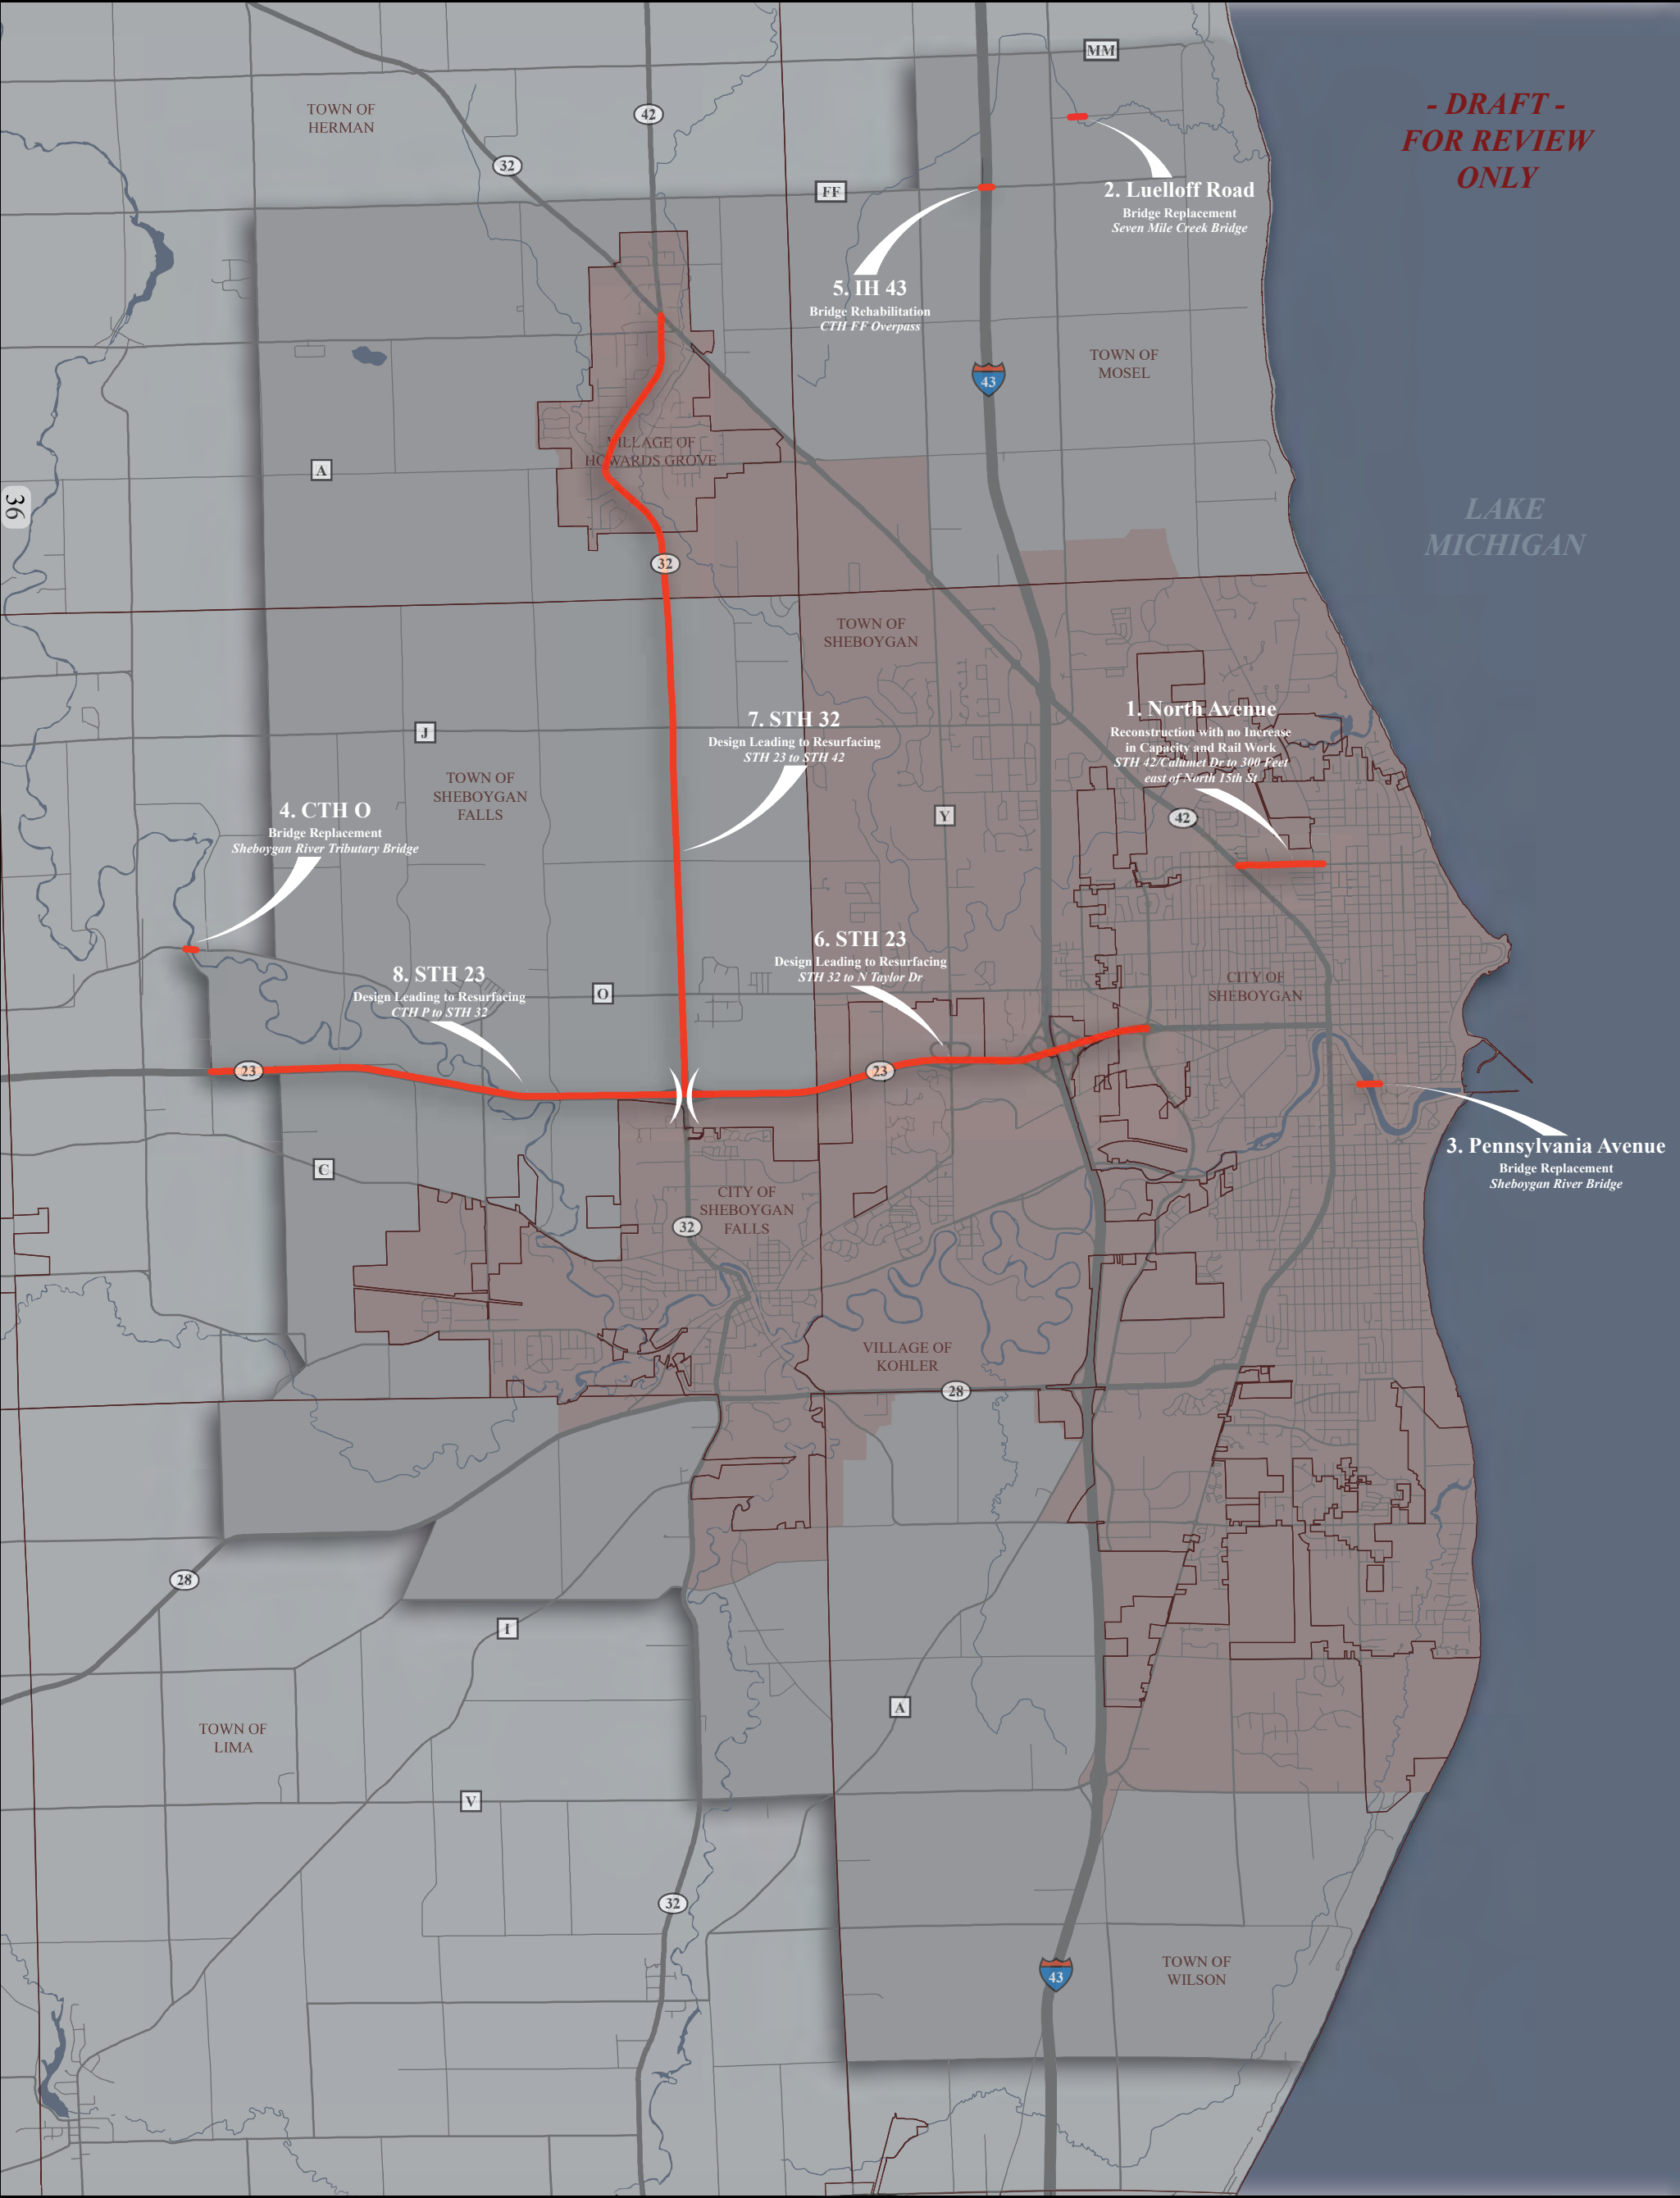 MM
- DRAFT -
FOR REVIEW
ONLY
TOWN OF
HERMAN
42
32
FF
2. Luelloff Road
Bridge Replacement
Seven Mile Creek Bridge
5. IH 43
Bridge Rehabilitation
CTH FF Overpass
TOWN OF
MOSEL
43
VILLAGE OF
HOWARDS GROVE
A
36
LAKE
MICHIGAN
32
TOWN OF
SHEBOYGAN
7. STH 32
Design Leading to Resurfacing
STH 23 to STH 42
J
1. North Avenue
Reconstruction with no Increase
in Capacity and Rail Work
STH 42/Calumet Dr to 300 Feet
east of North 15th St
TOWN OF
SHEBOYGAN
FALLS
4. CTH O
Bridge Replacement
Sheboygan River Tributary Bridge
Y
42
6. STH 23
Design Leading to Resurfacing
STH 32 to N Taylor Dr
8. STH 23
Design Leading to Resurfacing
CTH P to STH 32
O
CITY OF
SHEBOYGAN
23
23
3. Pennsylvania Avenue
Bridge Replacement
Sheboygan River Bridge
C
CITY OF
SHEBOYGAN
FALLS
32
VILLAGE OF
KOHLER
28
28
I
A
TOWN OF
LIMA
V
32
TOWN OF
WILSON
43